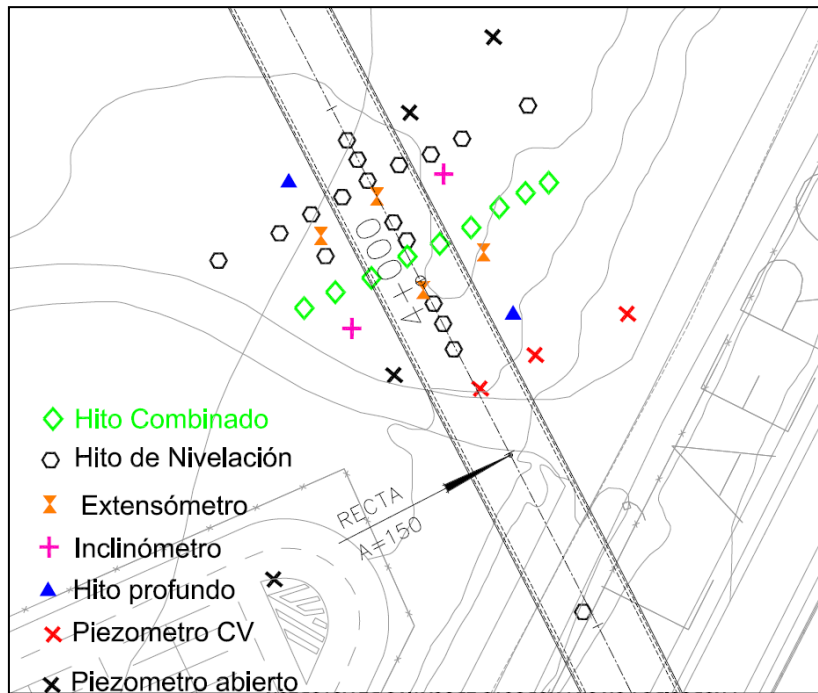 4+000
Hito Combinado
Hito de Nivelación
Extensómetro
Inclinómetro
Hito profundo
Piezometro CV
Piezometro abierto
RECTA
A=150